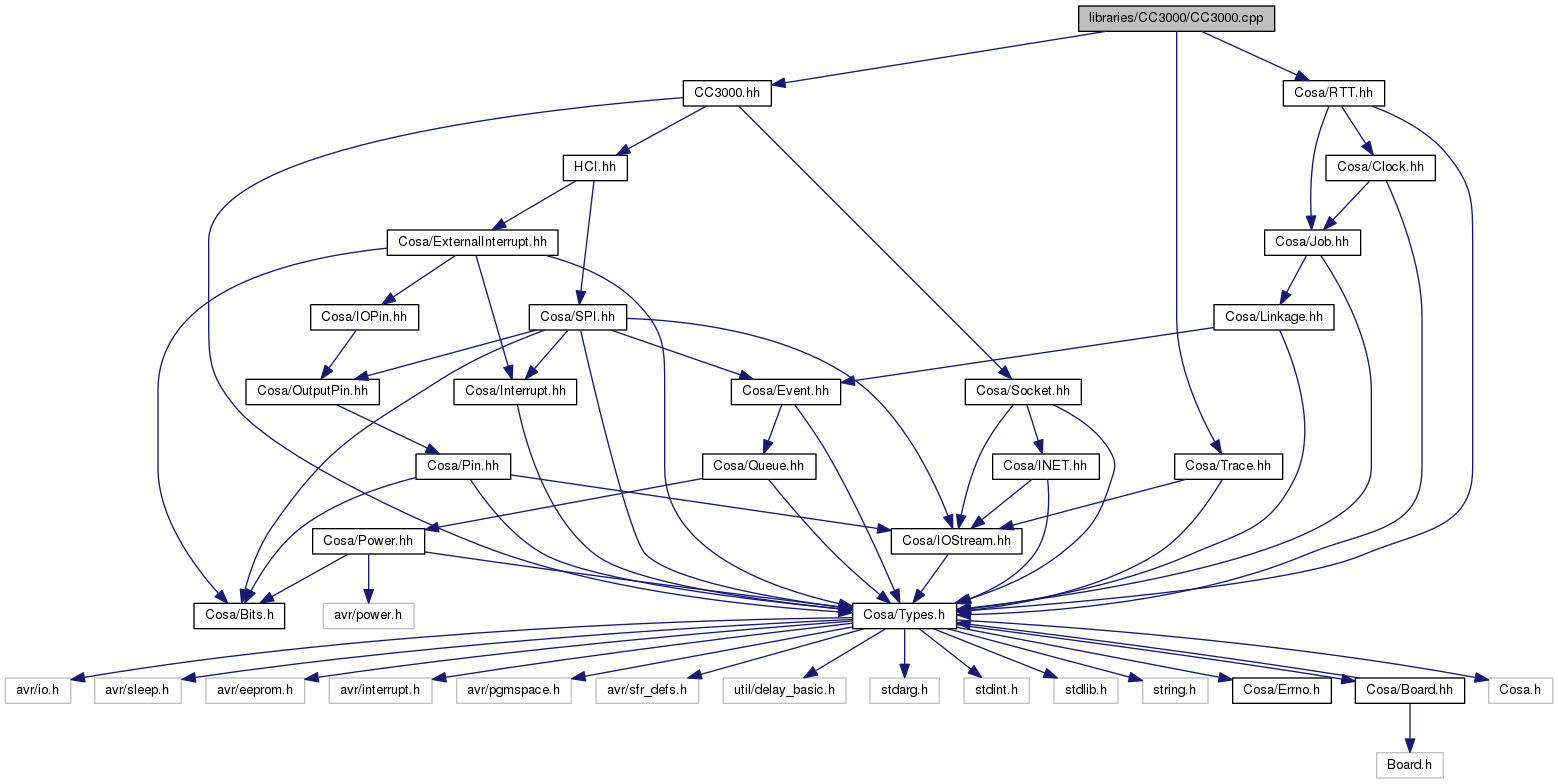 libraries/CC3000/CC3000.cpp
CC3000.hh
Cosa/RTT.hh
HCI.hh
Cosa/Clock.hh
Cosa/ExternalInterrupt.hh
Cosa/Job.hh
Cosa/IOPin.hh
Cosa/SPI.hh
Cosa/Linkage.hh
Cosa/OutputPin.hh
Cosa/Interrupt.hh
Cosa/Event.hh
Cosa/Socket.hh
Cosa/Pin.hh
Cosa/Queue.hh
Cosa/INET.hh
Cosa/Trace.hh
Cosa/Power.hh
Cosa/IOStream.hh
Cosa/Bits.h
avr/power.h
Cosa/Types.h
avr/io.h
avr/sleep.h
avr/eeprom.h
avr/interrupt.h
avr/pgmspace.h
avr/sfr_defs.h
util/delay_basic.h
stdarg.h
stdint.h
stdlib.h
string.h
Cosa/Errno.h
Cosa/Board.hh
Cosa.h
Board.h